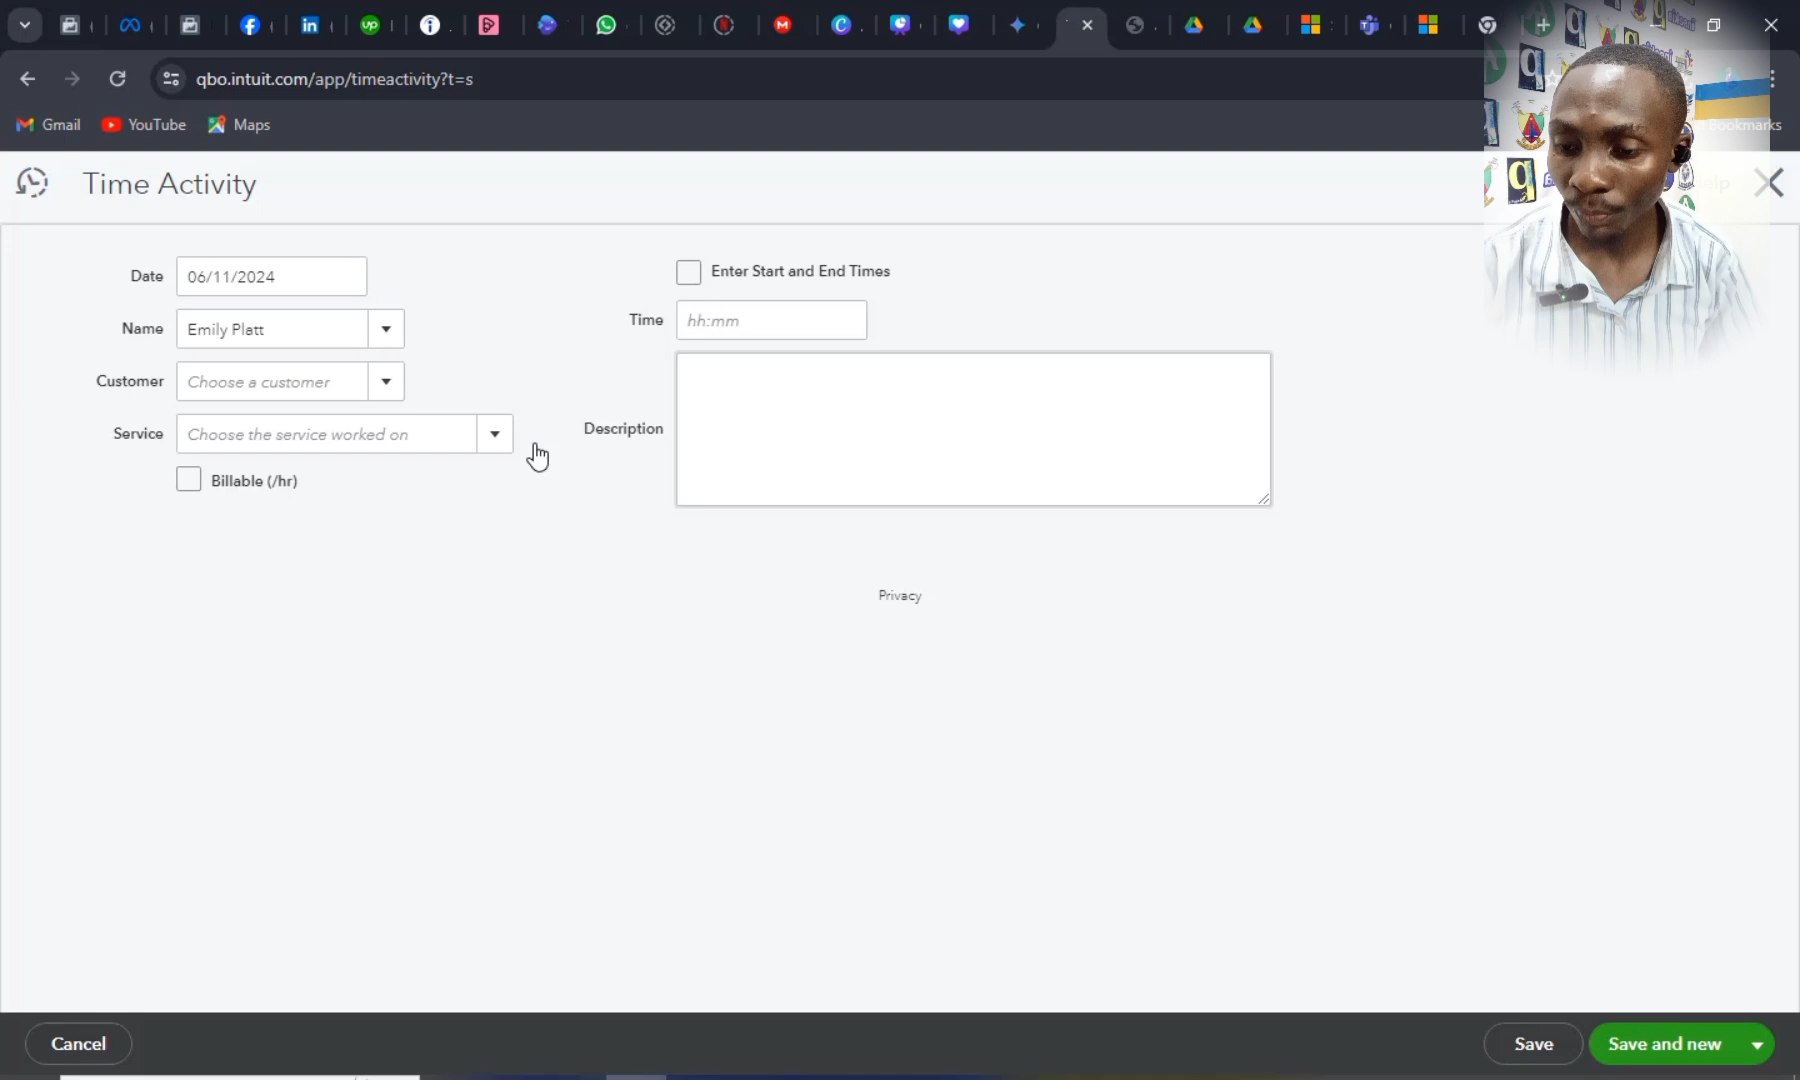 qbo.intuit.com/app/timeactivity?t=s
Gmail
YouTube
Maps
Bookmarks
Time Activity
Date
06/11/2024
Enter Start and End Times
Name
Emily Platt
Time
hh:mm
Customer
Choose a customer
Service
Choose the service worked on
Description
Billable (/hr)
Privacy
Cancel
Save
Save and new